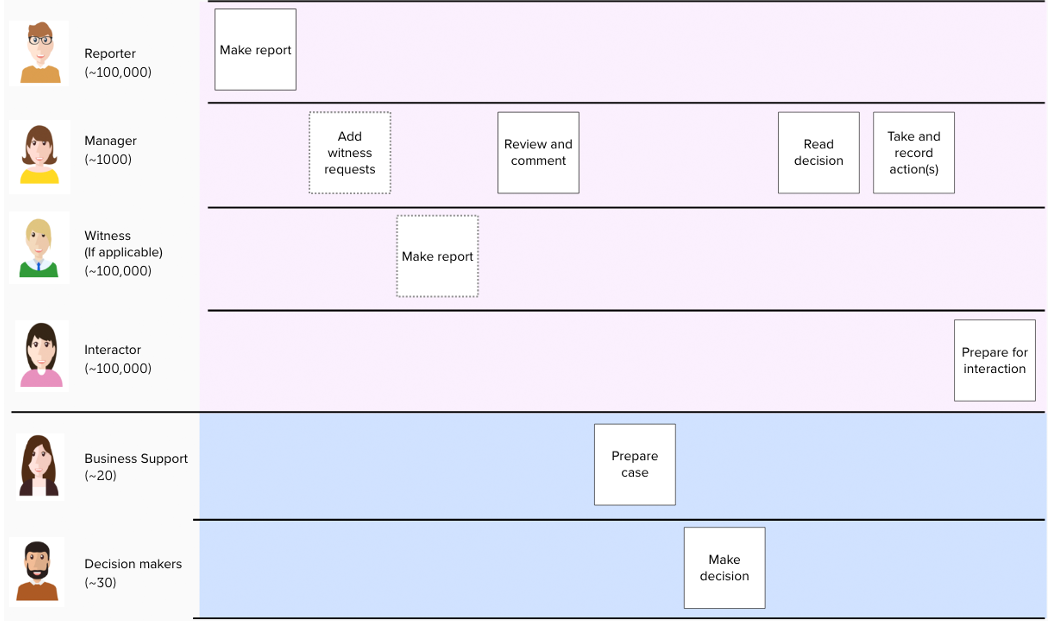 Reporter
(~100,000)
Make report
Manager
(~1000)
Add
witness
requests
Review and
comment
Read
decision
Take and
record
action(s)
Witness
(If applicable)
(~100,000)
Make report
Interactor
(~100,000)
Prepare for
interaction
Business Support
(~20)
Prepare
case
Decision makers
(~30)
Make
decision